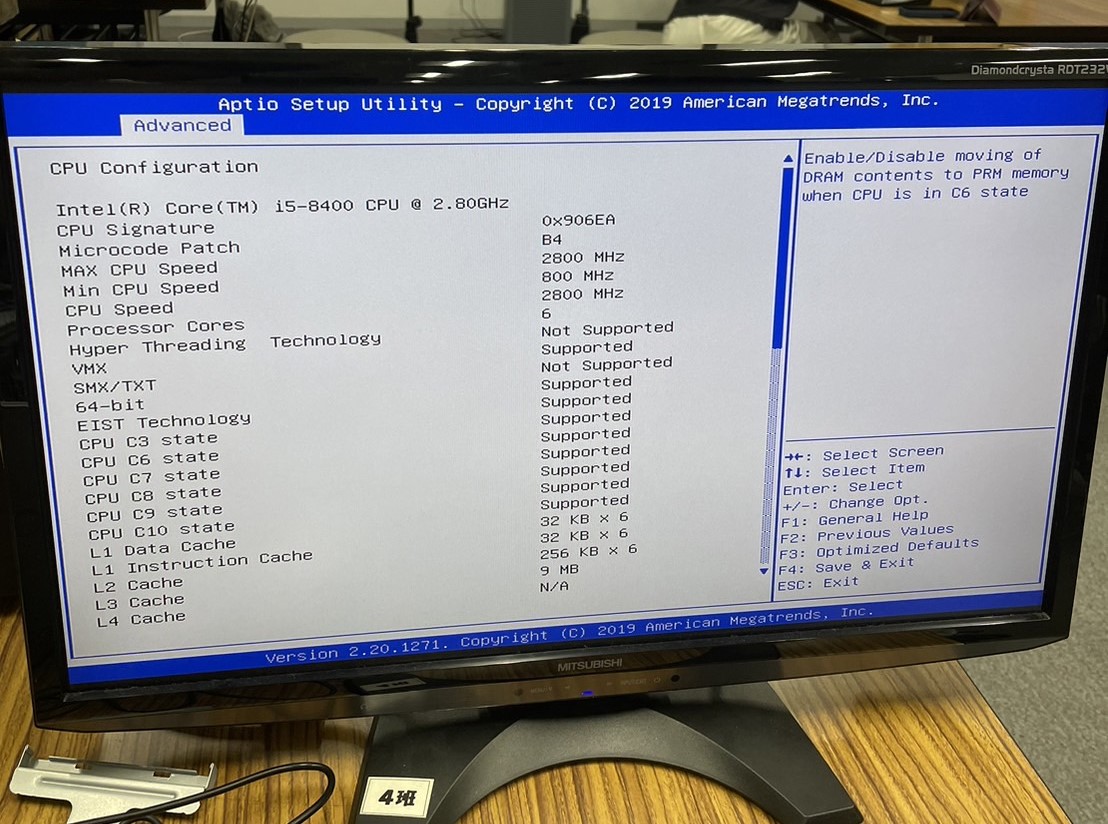 Diamondcrysta RDT232
Aptio Setup Utility – Copyright (C) 2019 American Megatrends, Inc.
Advanced
CPU Configuration
Intel(R) Core(TM) i5-8400 CPU @ 2.80GHz
CPU Signature 0x906EA
Microcode Patch B4
MAX CPU Speed 2800 MHz
Min CPU Speed 800 MHz
CPU Speed 2800 MHz
Processor Cores 6
Hyper Threading Technology Not Supported
VMX Supported
SMX/TXT Not Supported
64-bit Supported
EIST Technology Supported
CPU C3 state Supported
CPU C6 state Supported
CPU C7 state Supported
CPU C8 state Supported
CPU C9 state Supported
CPU C10 state Supported
L1 Data Cache 32 KB x 6
L1 Instruction Cache 32 KB x 6
L2 Cache 256 KB x 6
L3 Cache 9 MB
L4 Cache N/A
Enable/Disable moving of
DRAM contents to PRM memory
when CPU is in C6 state
→←: Select Screen
↑↓: Select Item
Enter: Select
+/-: Change Opt.
F1: General Help
F2: Previous Values
F3: Optimized Defaults
F4: Save & Exit
ESC: Exit
Version 2.20.1271. Copyright (C) 2019 American Megatrends, Inc.
MITSUBISHI
4班